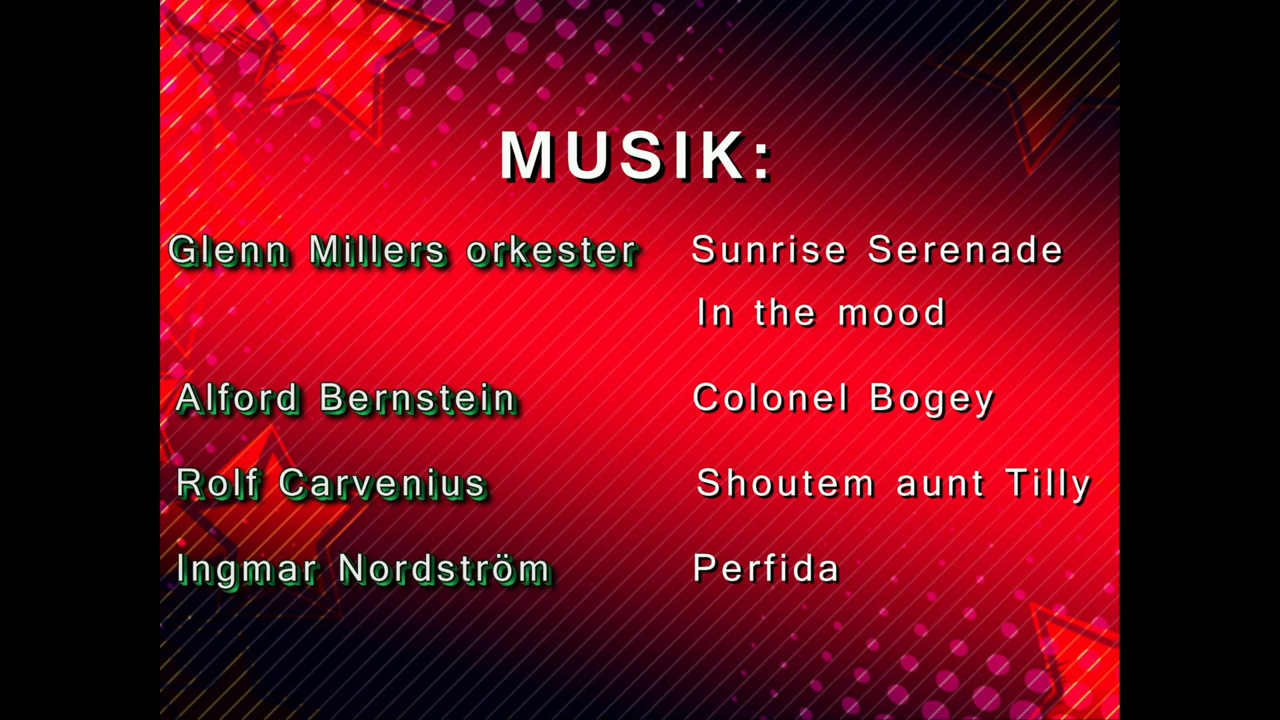 MUSIK:
Glenn Millers orkester Sunrise Serenade
In the mood
Alford Bernstein Colonel Bogey
Rolf Carvenius Shoutem aunt Tilly
Ingmar Nordström Perfida